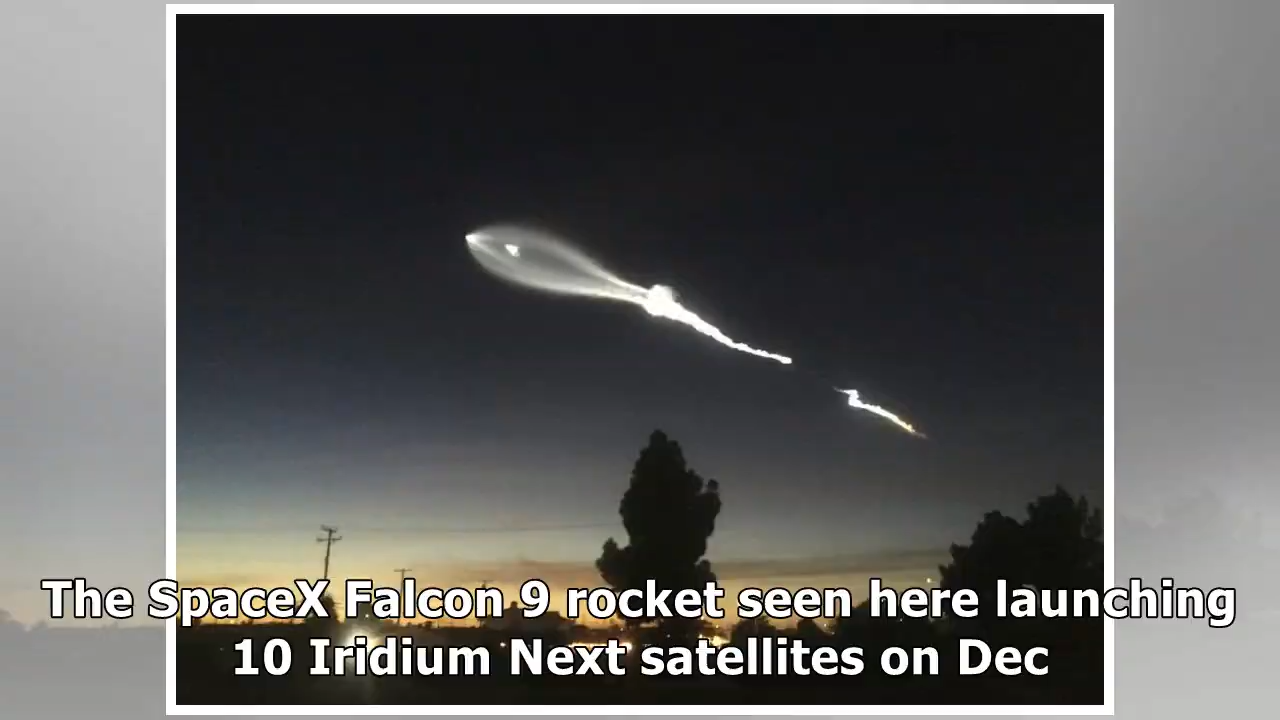 The SpaceX Falcon 9 rocket seen here launching
10 Iridium Next satellites on Dec